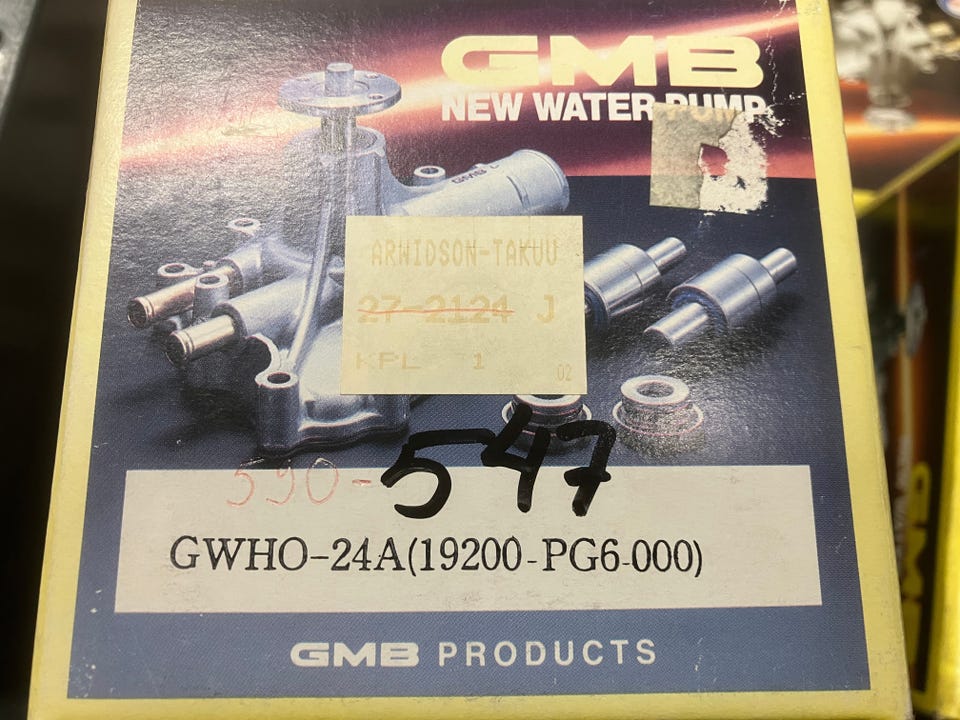 GMB
NEW WATER PUMP
GMB
ARWIDSON-TAKUU
27-2124 J
KPL 1
02
590-547
GWHO-24A(19200-PG6-000)
GMB PRODUCTS